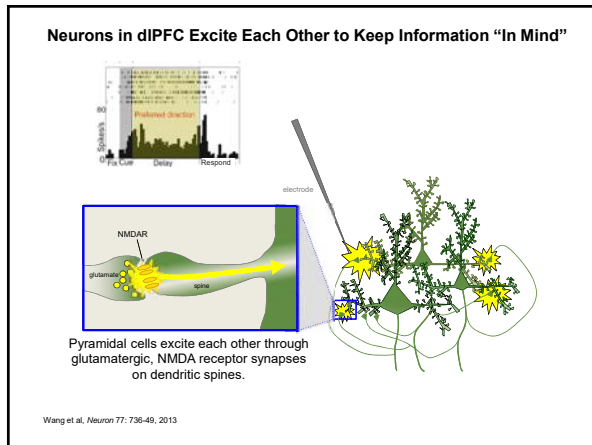 Neurons in dlPFC Excite Each Other to Keep Information “In Mind”
60
Preferred direction
Spikes/s
0
Fix Cue Delay Respond
electrode
NMDAR
glutamate
spine
Pyramidal cells excite each other through
glutamatergic, NMDA receptor synapses
on dendritic spines.
Wang et al, Neuron 77: 736-49, 2013